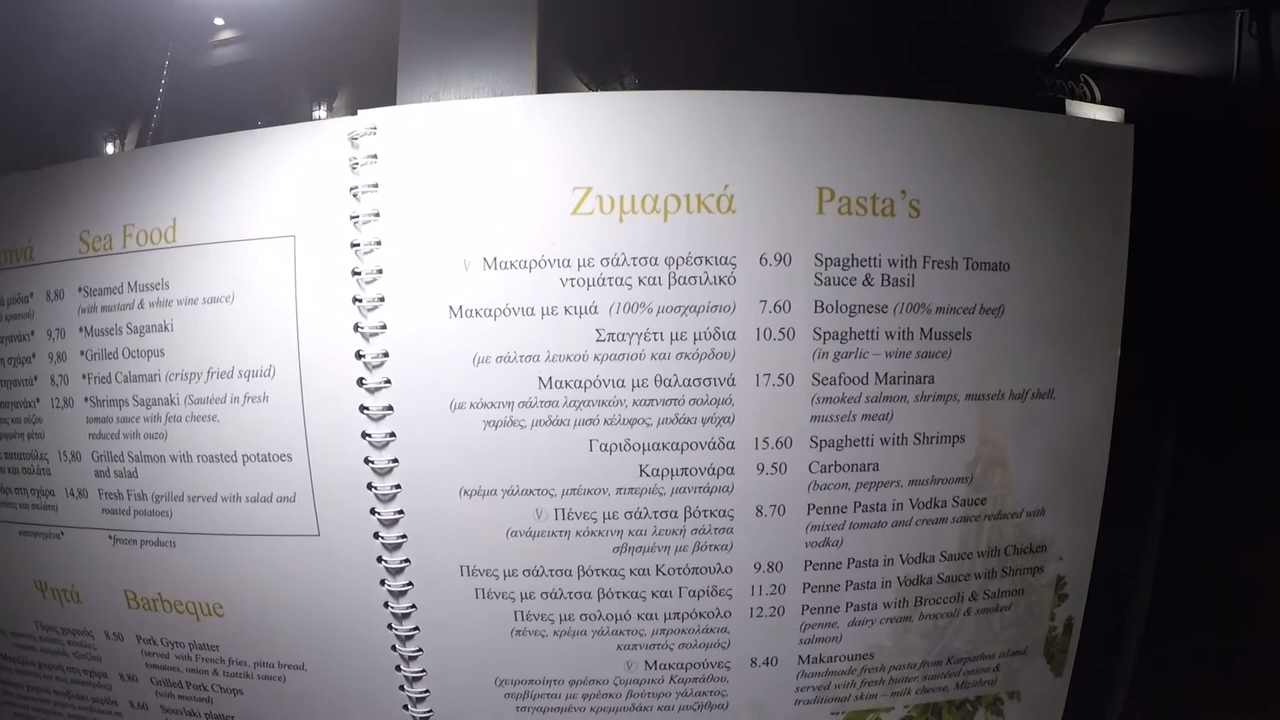 Sea Food
μύδια* 8,80 *Steamed Mussels
(with mustard & white wine sauce)
9,70 *Mussels Saganaki
σχάρα* 9,80 *Grilled Octopus
8,70 *Fried Calamari (crispy fried squid)
12,80 *Shrimps Saganaki (Sautéed in fresh
tomato sauce with feta cheese,
reduced with ouzo)
πατατούλες 15,80 Grilled Salmon with roasted potatoes
και σαλάτα and salad
στη σχάρα 14,80 Fresh Fish (grilled served with salad and
roasted potatoes)
κατεψυγμένα* *frozen products
Ψητά Barbeque
Γύρος χοιρινός 8.50 Pork Gyro platter
(served with French fries, pitta bread,
tomatoes, onion & tzatziki sauce)
8.80 Grilled Pork Chops
(with mustard)
8.60 Souvlaki platter
Ζυμαρικά Pasta's
V Μακαρόνια με σάλτσα φρέσκιας 6.90 Spaghetti with Fresh Tomato
ντομάτας και βασιλικό Sauce & Basil
Μακαρόνια με κιμά (100% μοσχαρίσιο) 7.60 Bolognese (100% minced beef)
Σπαγγέτι με μύδια 10.50 Spaghetti with Mussels
(με σάλτσα λευκού κρασιού και σκόρδου) (in garlic – wine sauce)
Μακαρόνια με θαλασσινά 17.50 Seafood Marinara
(με κόκκινη σάλτσα λαχανικών, καπνιστό σολομό, (smoked salmon, shrimps, mussels half shell,
γαρίδες, μυδάκι μισό κέλυφος, μυδάκι ψύχα) mussels meat)
Γαριδομακαρονάδα 15.60 Spaghetti with Shrimps
Καρμπονάρα 9.50 Carbonara
(κρέμα γάλακτος, μπέικον, πιπεριές, μανιτάρια) (bacon, peppers, mushrooms)
V Πένες με σάλτσα βότκας 8.70 Penne Pasta in Vodka Sauce
(ανάμεικτη κόκκινη και λευκή σάλτσα (mixed tomato and cream sauce reduced with
σβησμένη με βότκα) vodka)
Πένες με σάλτσα βότκας και Κοτόπουλο 9.80 Penne Pasta in Vodka Sauce with Chicken
Πένες με σάλτσα βότκας και Γαρίδες 11.20 Penne Pasta in Vodka Sauce with Shrimps
Πένες με σολομό και μπρόκολο 12.20 Penne Pasta with Broccoli & Salmon
(πένες, κρέμα γάλακτος, μπροκολάκια, (penne, dairy cream, broccoli & smoked
καπνιστός σολομός) salmon)
V Μακαρούνες 8.40 Makarounes
(χειροποίητο φρέσκο ζυμαρικό Καρπάθου, (handmade fresh pasta from Karpathos island,
σερβίρεται με φρέσκο βούτυρο γάλακτος, served with fresh butter, sautéed onion &
τσιγαρισμένο κρεμμυδάκι και μυζήθρα) traditional skim – milk cheese, Mizithra)